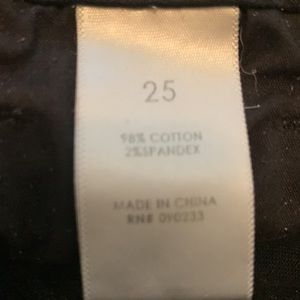 25
98% COTTON
2%SPANDEX
MADE IN CHINA
RN# 090233